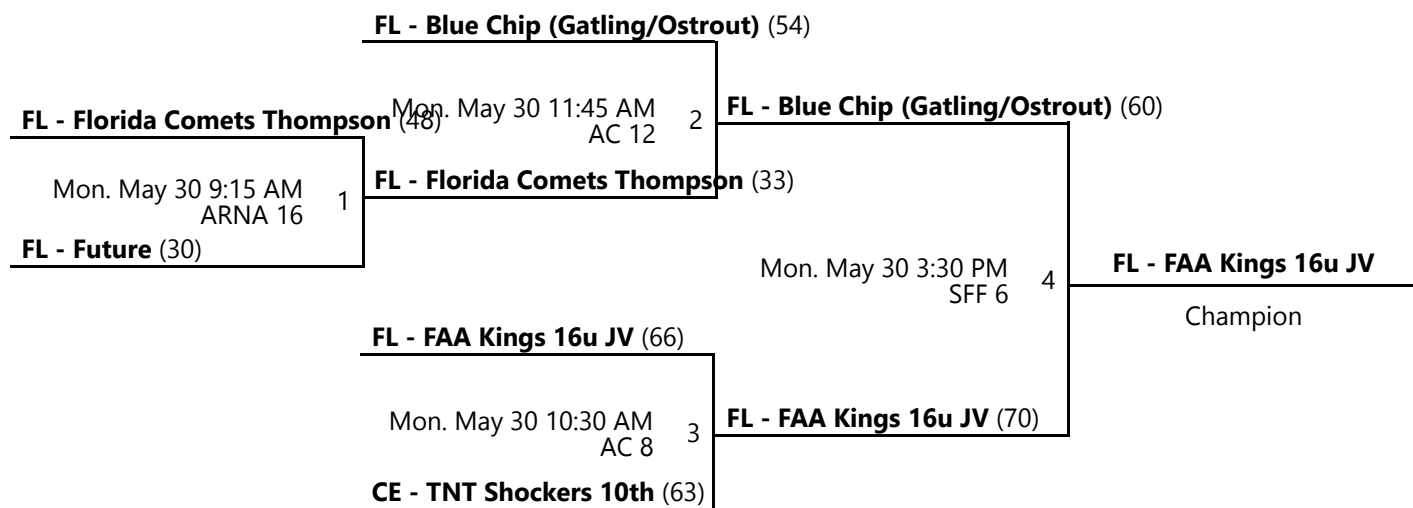 FL - Blue Chip (Gatling/Ostrout) (54)
FL - Florida Comets Thompson (48)
Mon. May 30 11:45 AM
AC 12
2
FL - Blue Chip (Gatling/Ostrout) (60)
Mon. May 30 9:15 AM
ARNA 16
1
FL - Florida Comets Thompson (33)
FL - Future (30)
Mon. May 30 3:30 PM
SFF 6
4
FL - FAA Kings 16u JV
Champion
FL - FAA Kings 16u JV (66)
Mon. May 30 10:30 AM
AC 8
3
FL - FAA Kings 16u JV (70)
CE - TNT Shockers 10th (63)